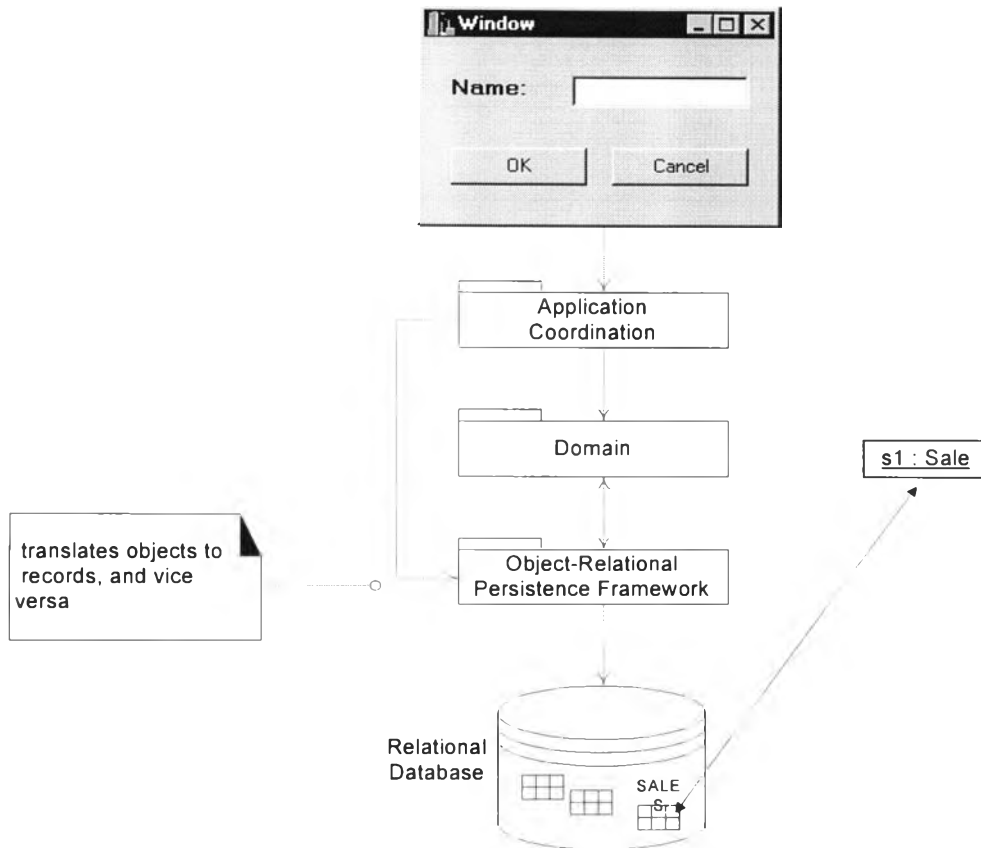 Window
Name:
OK
Cancel
Application
Coordination
Domain
s1 : Sale
translates objects to
records, and vice
versa
Object-Relational
Persistence Framework
Relational
Database
SALE